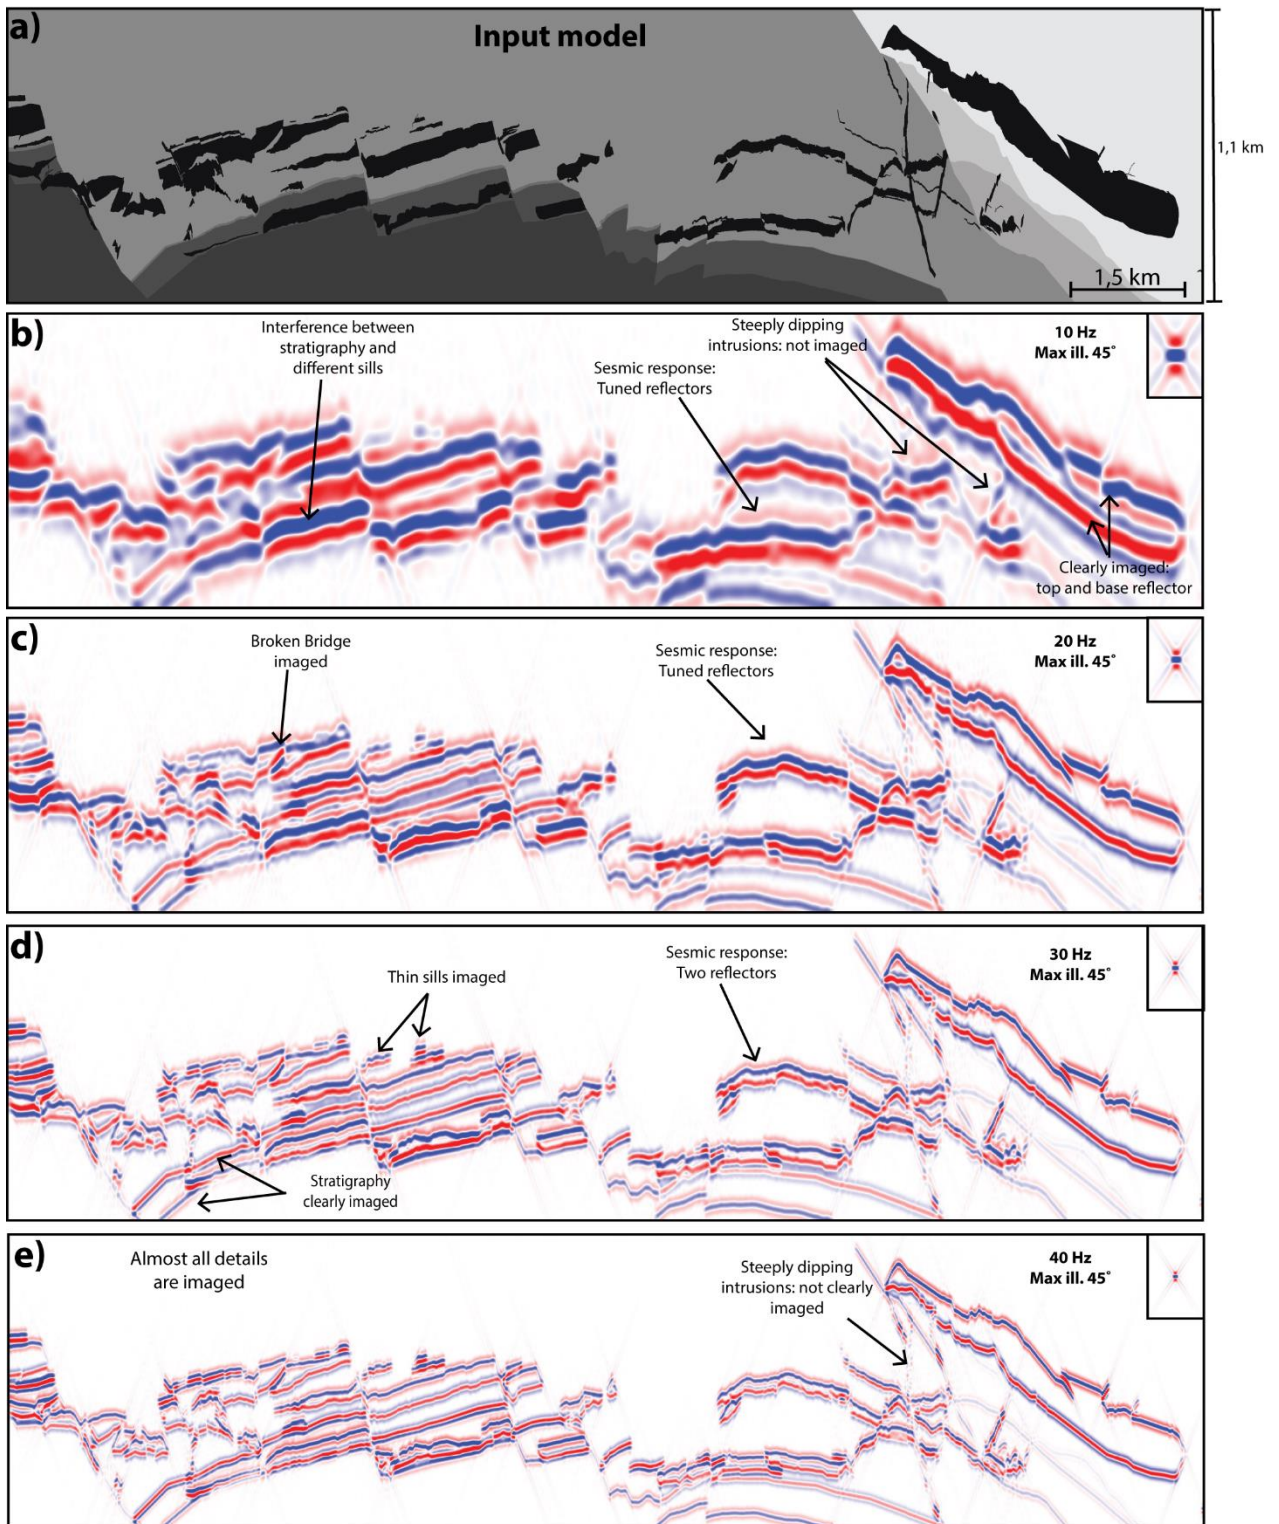 a)
Input model
1,1 km
1,5 km
b)
Interference between
stratigraphy and
different sills
Sesmic response:
Tuned reflectors
Steeply dipping
intrusions: not imaged
10 Hz
Max ill. 45°
Clearly imaged:
top and base reflector
c)
Broken Bridge
imaged
Sesmic response:
Tuned reflectors
20 Hz
Max ill. 45°
d)
Thin sills imaged
Sesmic response:
Two reflectors
30 Hz
Max ill. 45°
Stratigraphy
clearly imaged
e)
Almost all details
are imaged
Steeply dipping
intrusions: not clearly
imaged
40 Hz
Max ill. 45°